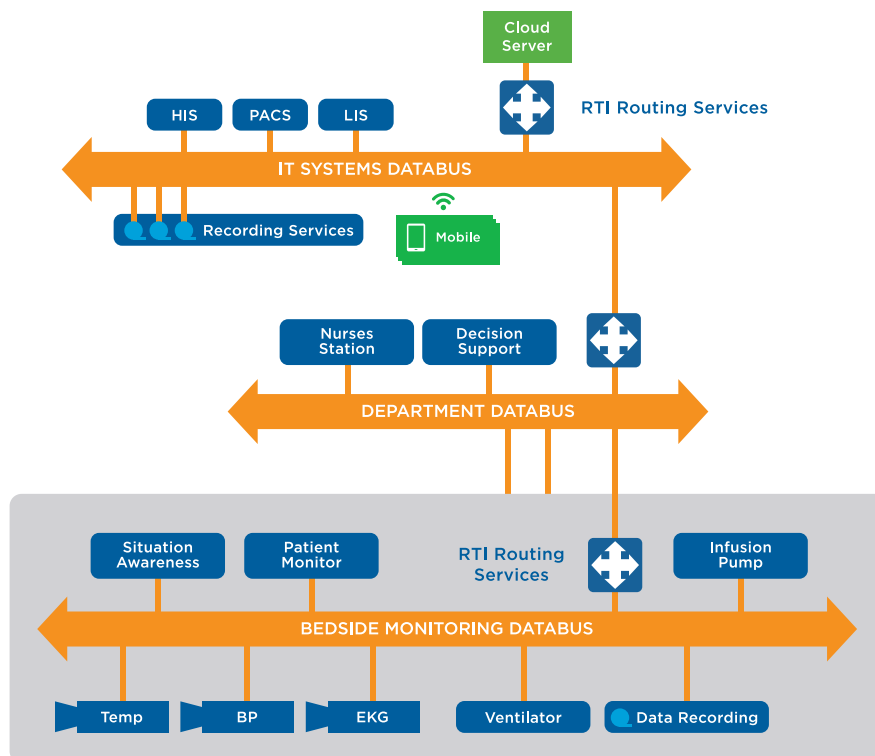 Cloud
Server
RTI Routing Services
HIS
PACS
LIS
IT SYSTEMS DATABUS
Recording Services
Mobile
Nurses
Station
Decision
Support
DEPARTMENT DATABUS
Situation
Awareness
Patient
Monitor
RTI Routing
Services
Infusion
Pump
BEDSIDE MONITORING DATABUS
Temp
BP
EKG
Ventilator
Data Recording